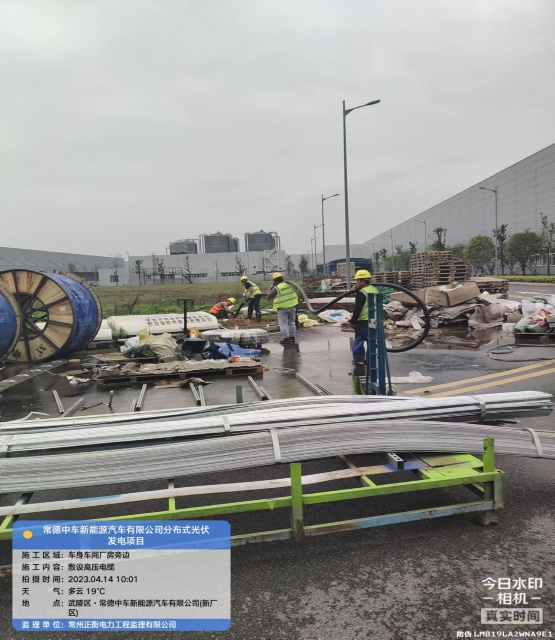 常德中车新能源汽车有限公司分布式光伏
发电项目
施工区域：车身车间厂房旁边
施工内容：敷设高压电缆
拍摄时间：2023.04.14 10:01
天　　气：多云 19℃
地　　点：武陵区·常德中车新能源汽车有限公司(新厂
区)
监理单位：常州正衡电力工程监理有限公司
今日水印
相机
真实时间
防伪 LM819LA2WNA9E1